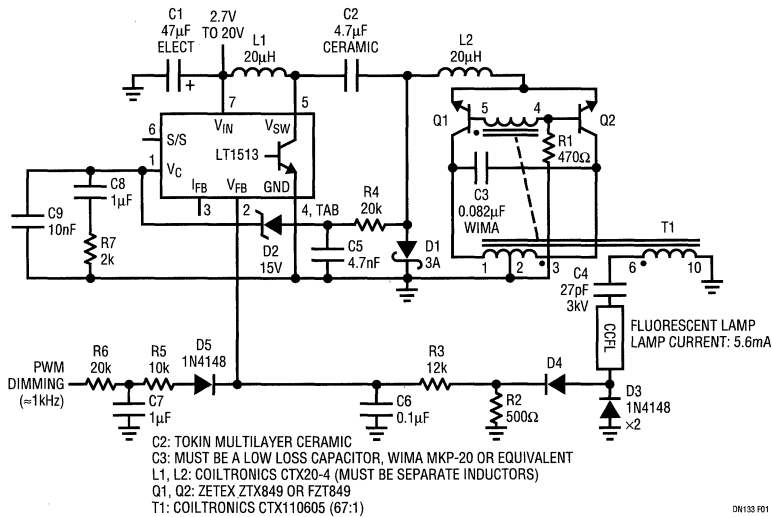 C1
47µF
ELECT
2.7V
TO 20V
L1
20µH
C2
4.7µF
CERAMIC
L2
20µH
+
7
5
VIN
VSW
6
S/S
1
VC
LT1513
IFB
VFB
GND
3
2
4, TAB
C8
1µF
C9
10nF
R7
2k
D2
15V
R4
20k
C5
4.7nF
D1
3A
Q1
5
4
Q2
R1
470Ω
C3
0.082µF
WIMA
T1
1
2
3
6
10
C4
27pF
3kV
CCFL
FLUORESCENT LAMP
LAMP CURRENT: 5.6mA
PWM
DIMMING
(≈1kHz)
R6
20k
R5
10k
D5
1N4148
C7
1µF
C6
0.1µF
R3
12k
R2
500Ω
D4
D3
1N4148
×2
C2: TOKIN MULTILAYER CERAMIC
C3: MUST BE A LOW LOSS CAPACITOR, WIMA MKP-20 OR EQUIVALENT
L1, L2: COILTRONICS CTX20-4 (MUST BE SEPARATE INDUCTORS)
Q1, Q2: ZETEX ZTX849 OR FZT849
T1: COILTRONICS CTX110605 (67:1)
DN133 F01